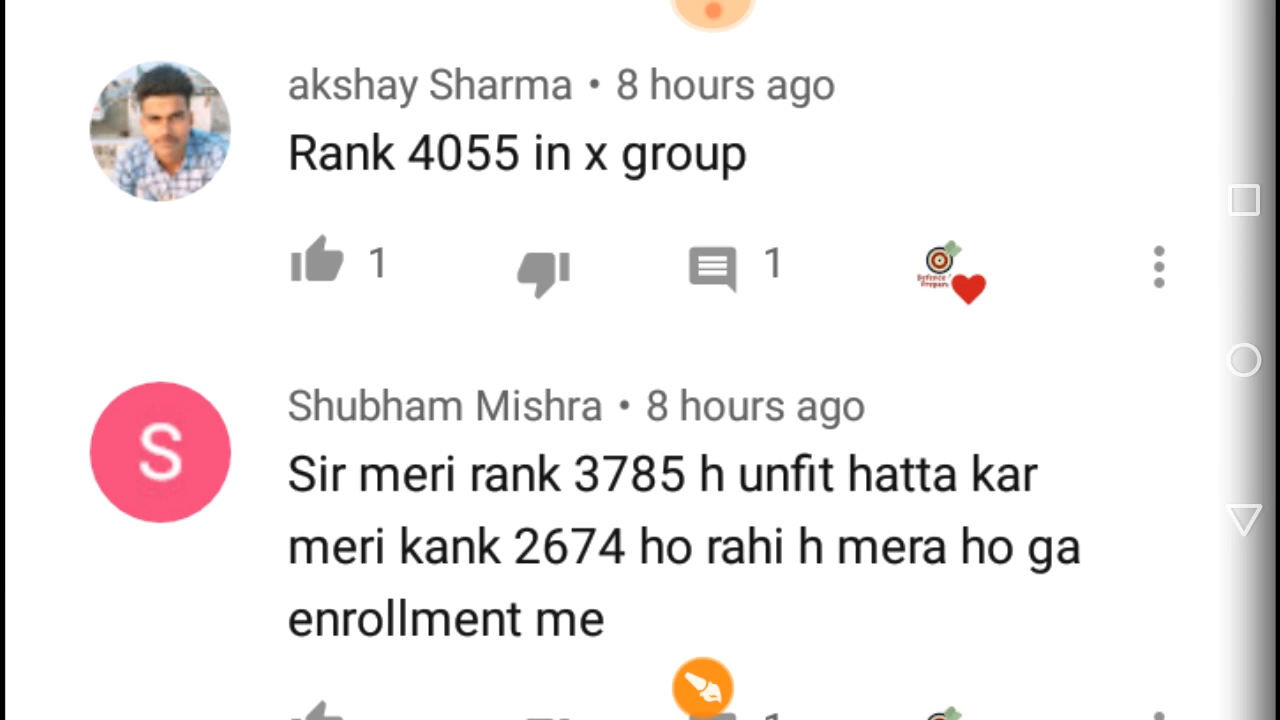 akshay Sharma • 8 hours ago
Rank 4055 in x group
1
1
S
Shubham Mishra • 8 hours ago
Sir meri rank 3785 h unfit hatta kar
meri kank 2674 ho rahi h mera ho ga
enrollment me